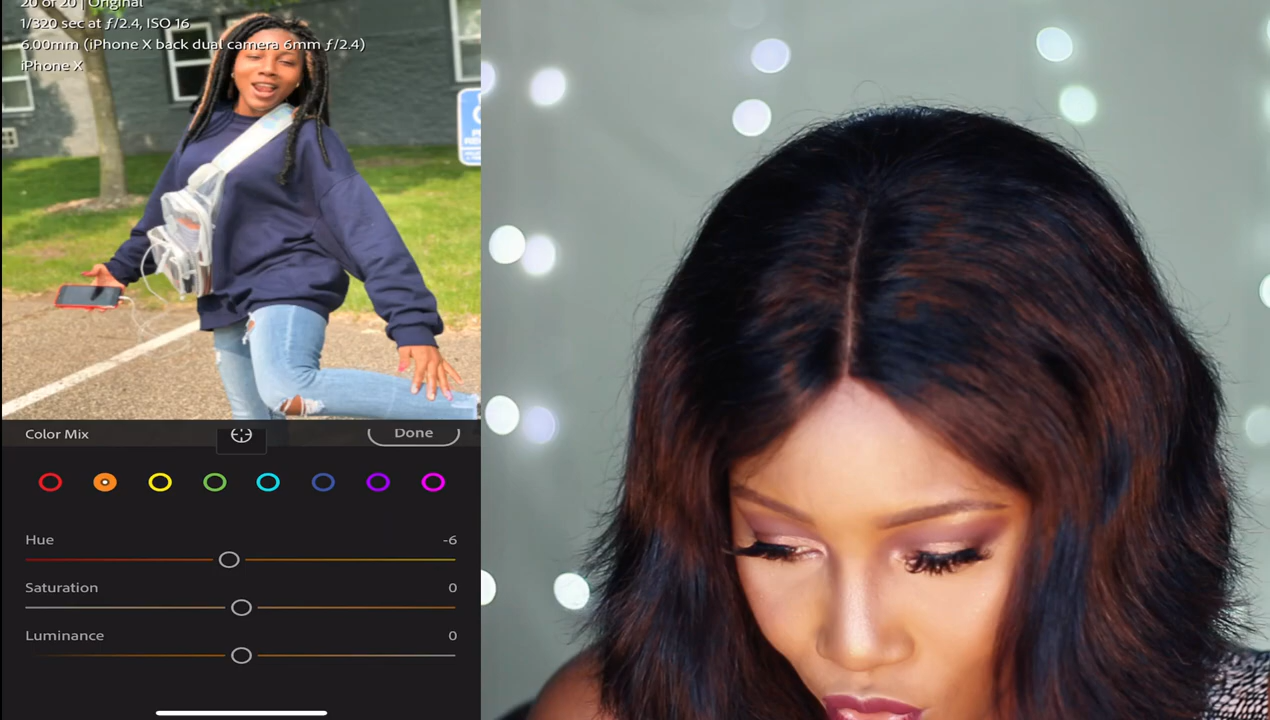 20 of 20 | Original
1/320 sec at ƒ/2.4, ISO 16
6.00mm (iPhone X back dual camera 6mm ƒ/2.4)
iPhone X
Color Mix
Done
Hue
-6
Saturation
0
Luminance
0